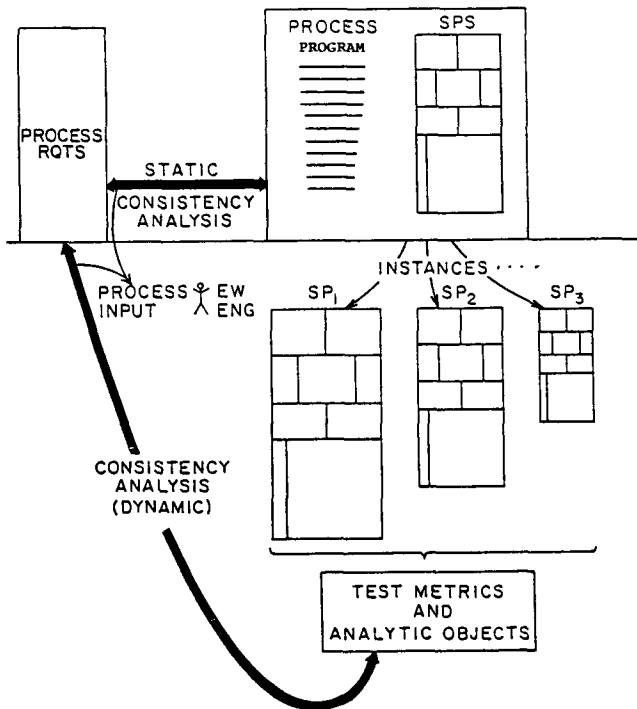 PROCESS
PROGRAM
SPS
PROCESS
RQTS
STATIC
CONSISTENCY
ANALYSIS
INSTANCES ····
PROCESS
INPUT
EW
ENG
SP₁
SP₂
SP₃
CONSISTENCY
ANALYSIS
(DYNAMIC)
TEST METRICS
AND
ANALYTIC OBJECTS